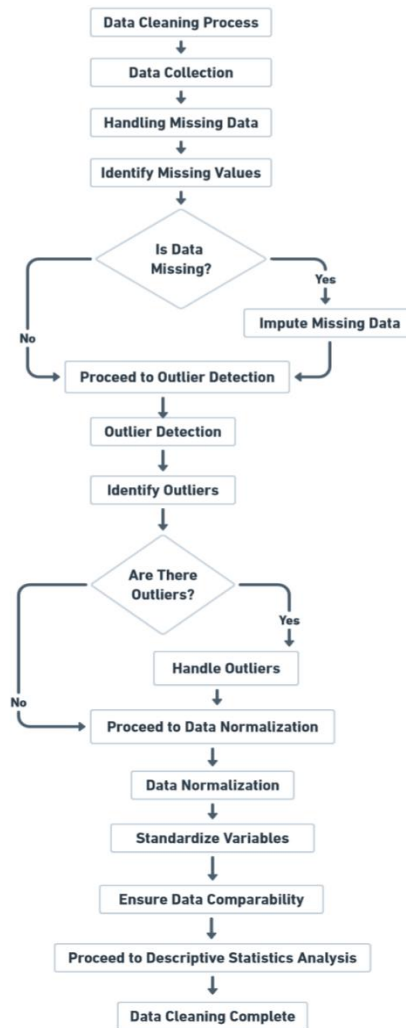 Data Cleaning Process
Data Collection
Handling Missing Data
Identify Missing Values
Is Data
Missing?
Yes
Impute Missing Data
No
Proceed to Outlier Detection
Outlier Detection
Identify Outliers
Are There
Outliers?
Yes
Handle Outliers
No
Proceed to Data Normalization
Data Normalization
Standardize Variables
Ensure Data Comparability
Proceed to Descriptive Statistics Analysis
Data Cleaning Complete